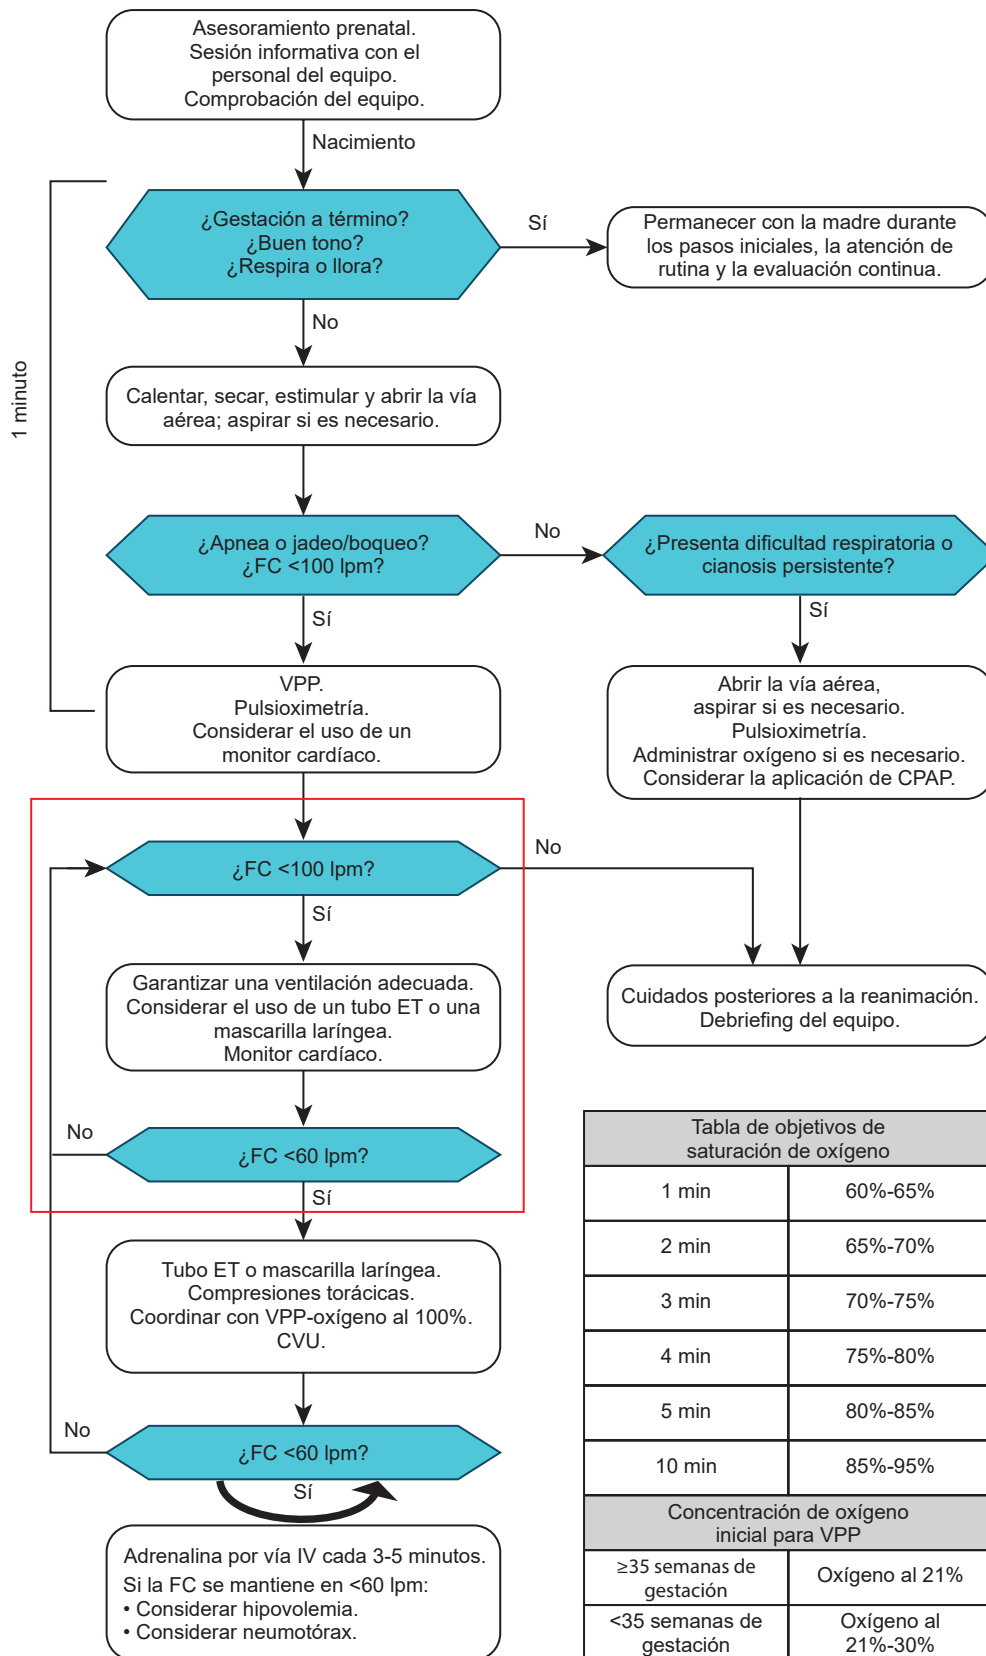 Asesoramiento prenatal.
Sesión informativa con el
personal del equipo.
Comprobación del equipo.
Nacimiento
¿Gestación a término?
¿Buen tono?
¿Respira o llora?
Sí
Permanecer con la madre durante
los pasos iniciales, la atención de
rutina y la evaluación continua.
No
1 minuto
Calentar, secar, estimular y abrir la vía
aérea; aspirar si es necesario.
¿Apnea o jadeo/boqueo?
¿FC <100 lpm?
No
¿Presenta dificultad respiratoria o
cianosis persistente?
Sí
Sí
VPP.
Pulsioximetría.
Considerar el uso de un
monitor cardíaco.
Abrir la vía aérea,
aspirar si es necesario.
Pulsioximetría.
Administrar oxígeno si es necesario.
Considerar la aplicación de CPAP.
¿FC <100 lpm?
No
Sí
Garantizar una ventilación adecuada.
Considerar el uso de un tubo ET o una
mascarilla laríngea.
Monitor cardíaco.
Cuidados posteriores a la reanimación.
Debriefing del equipo.
No
¿FC <60 lpm?
Sí
Tubo ET o mascarilla laríngea.
Compresiones torácicas.
Coordinar con VPP-oxígeno al 100%.
CVU.
No
¿FC <60 lpm?
Sí
Adrenalina por vía IV cada 3-5 minutos.
Si la FC se mantiene en <60 lpm:
• Considerar hipovolemia.
• Considerar neumotórax.
Tabla de objetivos de
saturación de oxígeno
1 min 60%-65%
2 min 65%-70%
3 min 70%-75%
4 min 75%-80%
5 min 80%-85%
10 min 85%-95%
Concentración de oxígeno
inicial para VPP
≥35 semanas de
gestación
Oxígeno al 21%
<35 semanas de
gestación
Oxígeno al
21%-30%